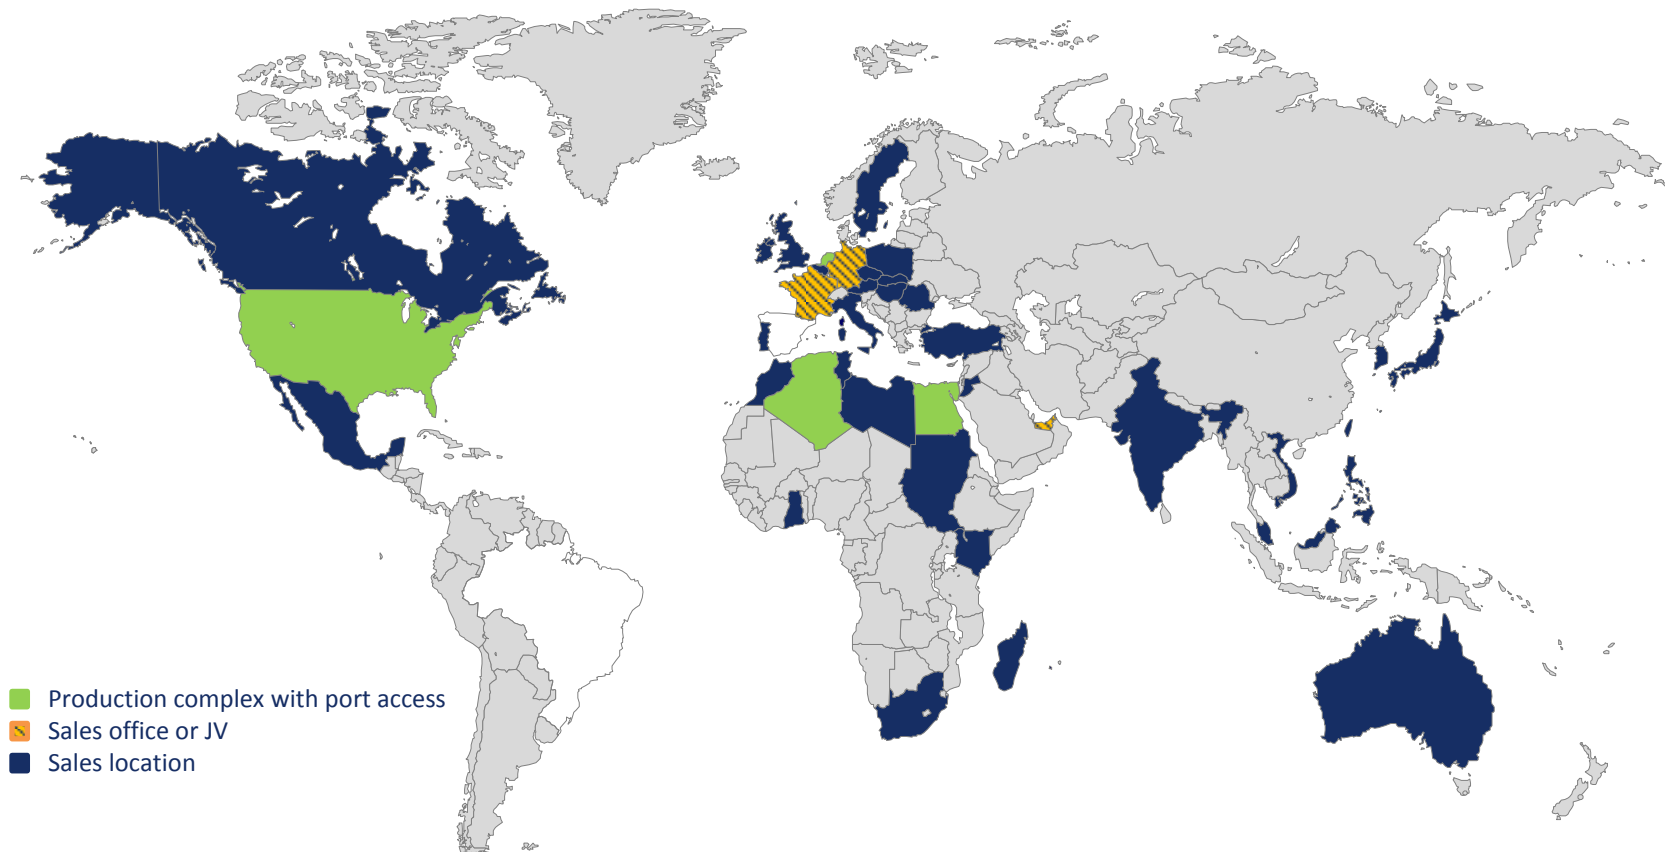 Production complex with port access
Sales office or JV
Sales location